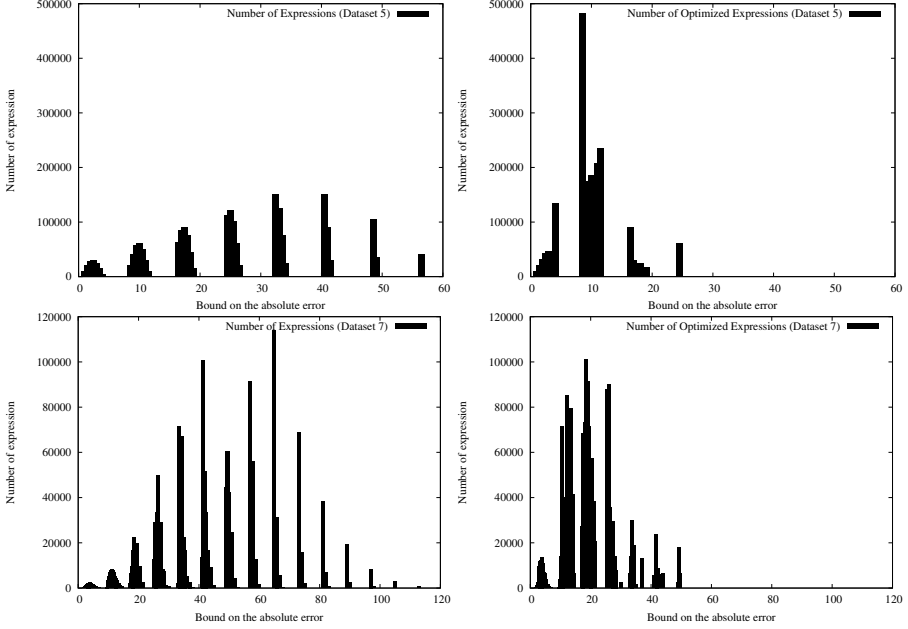 Number of Expressions (Dataset 5)
Number of expression
500000
400000
300000
200000
100000
0
0 10 20 30 40 50 60
Bound on the absolute error
Number of Optimized Expressions (Dataset 5)
Number of expression
500000
400000
300000
200000
100000
0
0 10 20 30 40 50 60
Bound on the absolute error
Number of Expressions (Dataset 7)
Number of expression
120000
100000
80000
60000
40000
20000
0
0 20 40 60 80 100 120
Bound on the absolute error
Number of Optimized Expressions (Dataset 7)
Number of expression
120000
100000
80000
60000
40000
20000
0
0 20 40 60 80 100 120
Bound on the absolute error